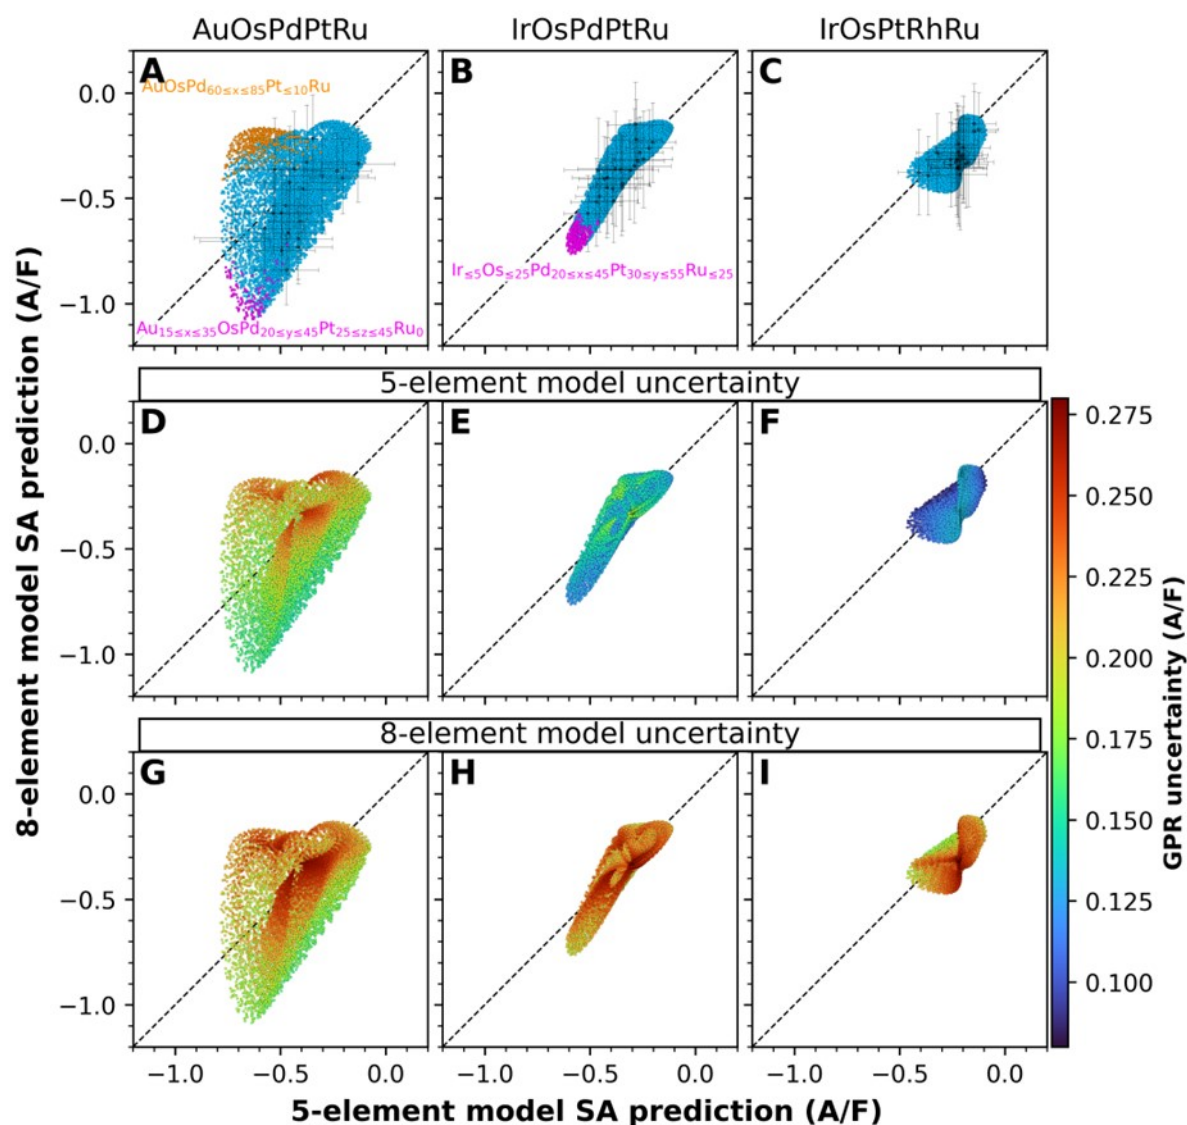 AuOsPdPtRu IrOsPdPtRu IrOsPtRhRu
A B C
AuOsPd60≤x≤85Pt≤10Ru
0.0
−0.5
Ir≤5Os≤25Pd20≤x≤45Pt30≤y≤55Ru≤25
−1.0
Au15≤x≤35OsPd20≤y≤45Pt25≤z≤45Ru0
5-element model uncertainty
D E F
0.0
−0.5
−1.0
8-element model uncertainty
G H I
0.0
−0.5
−1.0
−1.0 −0.5 0.0 −1.0 −0.5 0.0 −1.0 −0.5 0.0
5-element model SA prediction (A/F)
8-element model SA prediction (A/F)
0.275
0.250
0.225
0.200
0.175
0.150
0.125
0.100
GPR uncertainty (A/F)